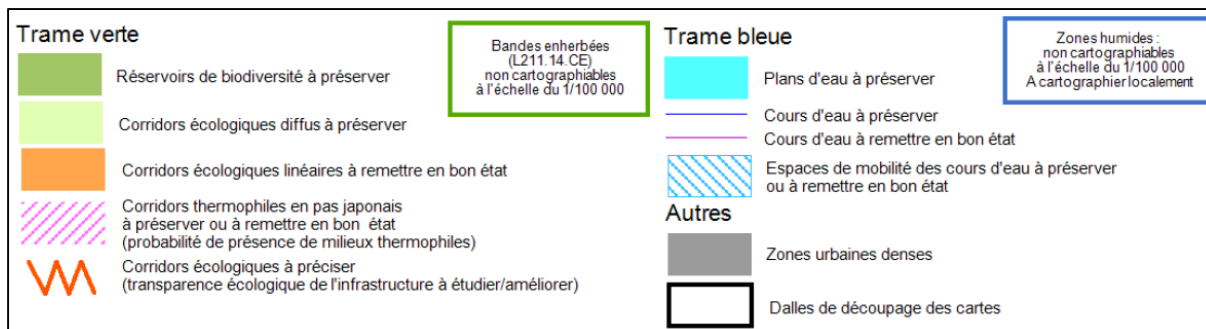 Trame verte
Réservoirs de biodiversité à préserver
Corridors écologiques diffus à préserver
Corridors écologiques linéaires à remettre en bon état
Corridors thermophiles en pas japonais
à préserver ou à remettre en bon état
(probabilité de présence de milieux thermophiles)
Corridors écologiques à préciser
(transparence écologique de l'infrastructure à étudier/améliorer)
Bandes enherbées
(L211.14.CE)
non cartographiables
à l'échelle du 1/100 000
Trame bleue
Plans d'eau à préserver
Cours d'eau à préserver
Cours d'eau à remettre en bon état
Espaces de mobilité des cours d'eau à préserver
ou à remettre en bon état
Zones humides :
non cartographiables
à l'échelle du 1/100 000
A cartographier localement
Autres
Zones urbaines denses
Dalles de découpage des cartes